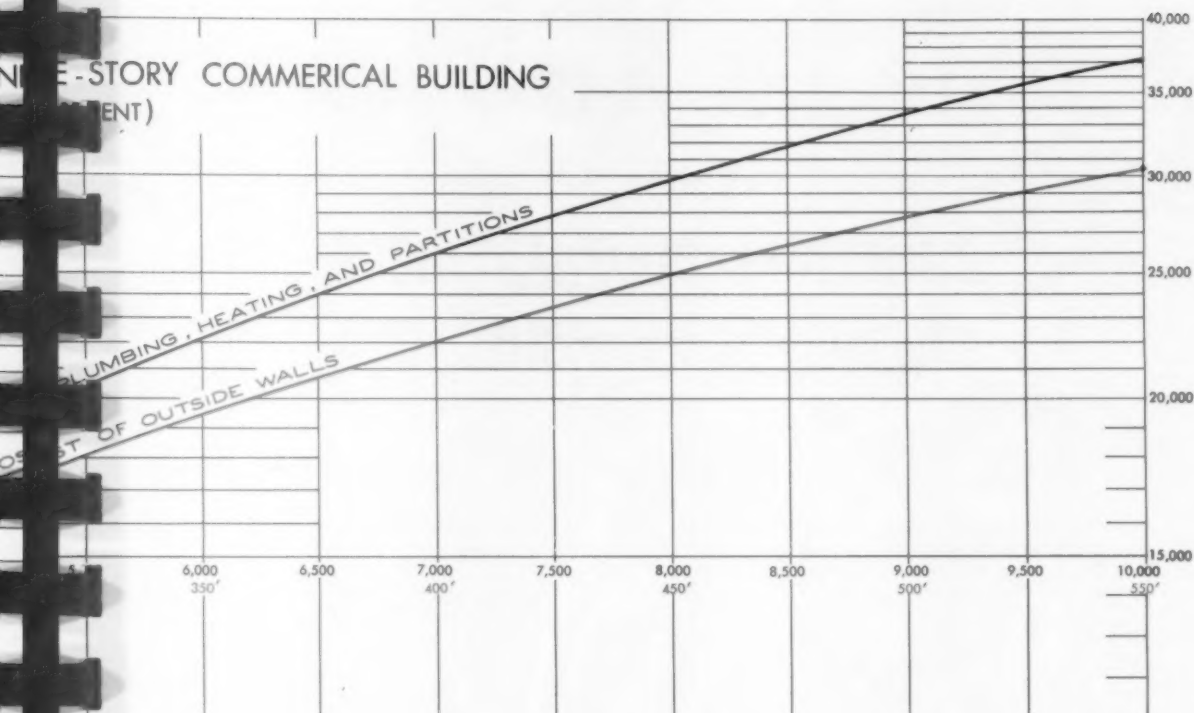 -STORY COMMERICAL BUILDING
ENT)
40,000
35,000
30,000
25,000
20,000
15,000
PLUMBING, HEATING, AND PARTITIONS
OF OUTSIDE WALLS
6,000 6,500 7,000 7,500 8,000 8,500 9,000 9,500 10,000
350' 400' 450' 500' 550'